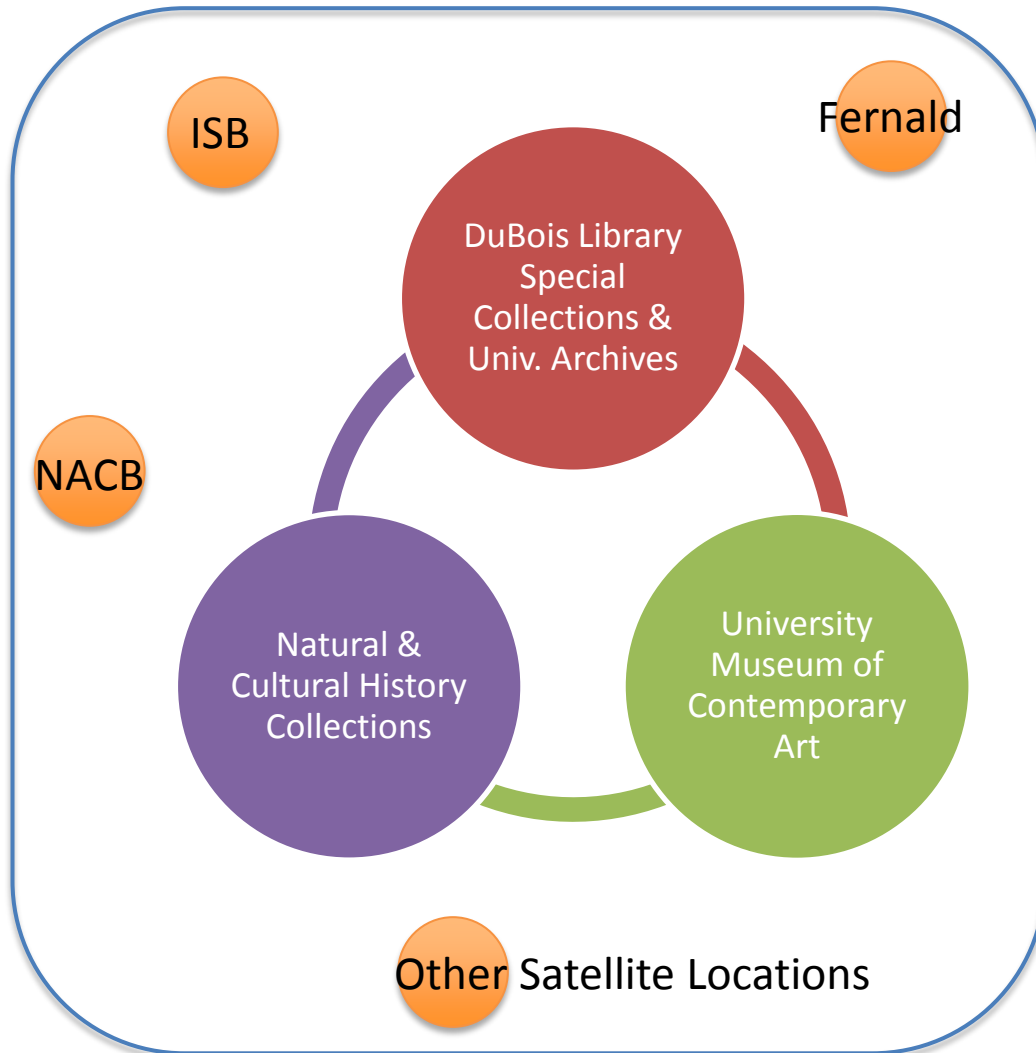 ISB
Fernald
DuBois Library
Special
Collections &
Univ. Archives
NACB
Natural &
Cultural History
Collections
University
Museum of
Contemporary
Art
Other Satellite Locations